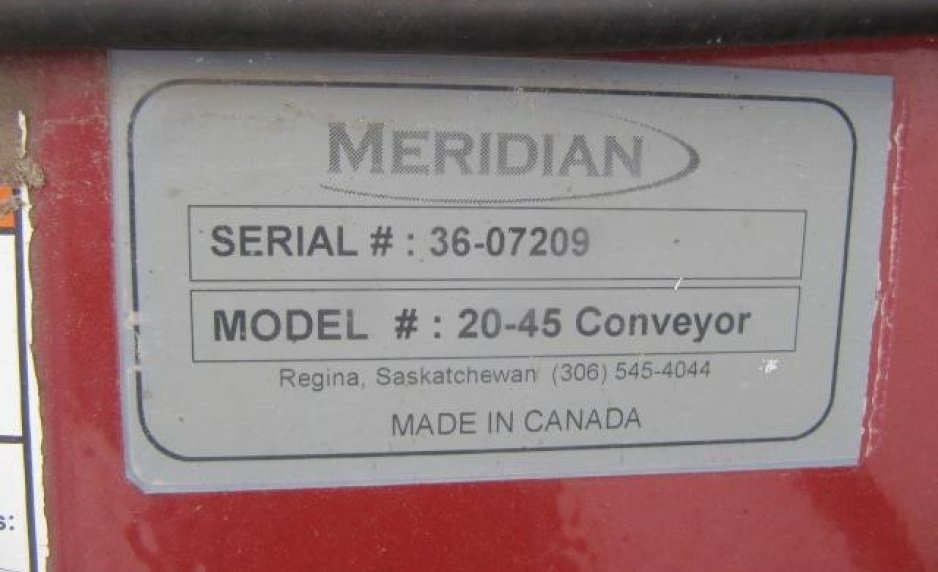 MERIDIAN
SERIAL # : 36-07209
MODEL # : 20-45 Conveyor
Regina, Saskatchewan (306) 545-4044
MADE IN CANADA
s: